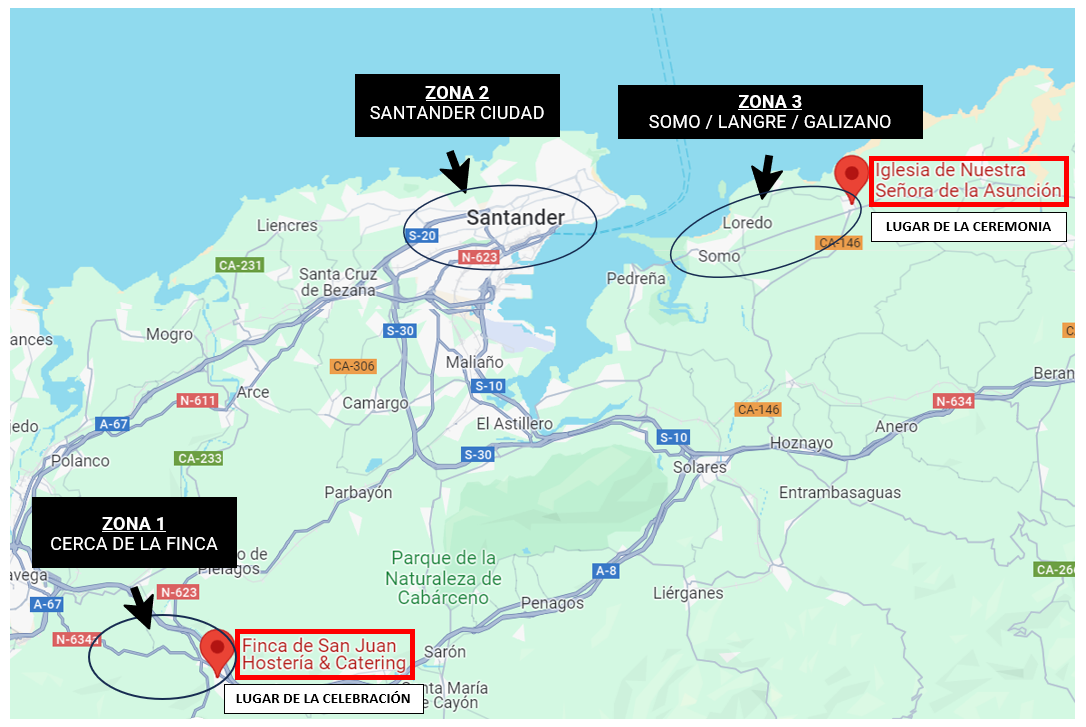 ZONA 2
SANTANDER CIUDAD
ZONA 3
SOMO / LANGRE / GALIZANO
Iglesia de Nuestra
Señora de la Asunción
LUGAR DE LA CEREMONIA
Santander
Loredo
Liencres
S-20
CA-146
N-623
Somo
CA-231
Santa Cruz
de Bezana
Pedreña
Mogro
S-30
ances
Maliaño
CA-306
Beran
S-10
Arce
N-611
Camargo
N-634
CA-146
A-67
El Astillero
Anero
edo
S-10
Hoznayo
Polanco
CA-233
S-30
Solares
Parbayón
Entrambasaguas
ZONA 1
CERCA DE LA FINCA
o de
Piélagos
Parque de la
Naturaleza de
Cabárceno
A-8
CA-26
avega
N-623
Liérganes
A-67
Penagos
N-634a
Finca de San Juan
Hostería & Catering
Sarón
LUGAR DE LA CELEBRACIÓN
nta María
e Cayón